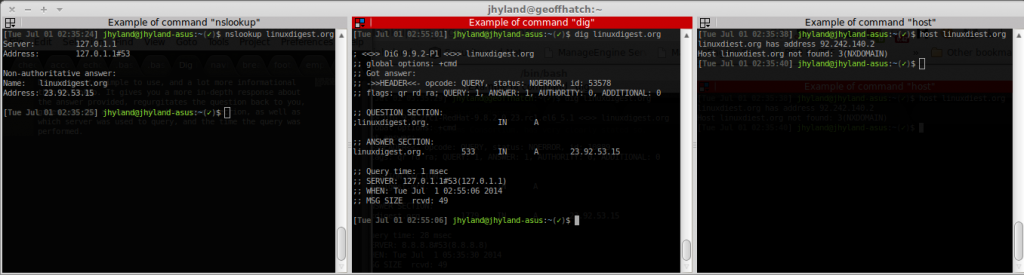 jhyland@geoffhatch:~
Example of command "nslookup"
[Tue Jul 01 02:35:24] jhyland@jhyland-asus:~(✓)$ nslookup linuxdigest.org
Server: 127.0.1.1
Address: 127.0.1.1#53
Non-authoritative answer:
Name: linuxdigest.org
Address: 23.92.53.15
[Tue Jul 01 02:35:25] jhyland@jhyland-asus:~(✓)$
Example of command "dig"
[Tue Jul 01 02:55:01] jhyland@jhyland-asus:~(✓)$ dig linuxdigest.org
; <<>> DiG 9.9.2-P1 <<>> linuxdigest.org
;; global options: +cmd
;; Got answer:
;; ->>HEADER<<- opcode: QUERY, status: NOERROR, id: 53578
;; flags: qr rd ra; QUERY: 1, ANSWER: 1, AUTHORITY: 0, ADDITIONAL: 0
;; QUESTION SECTION:
;linuxdigest.org. IN A
;; ANSWER SECTION:
linuxdigest.org. 533 IN A 23.92.53.15
;; Query time: 1 msec
;; SERVER: 127.0.1.1#53(127.0.1.1)
;; WHEN: Tue Jul 1 02:55:06 2014
;; MSG SIZE rcvd: 49
[Tue Jul 01 02:55:06] jhyland@jhyland-asus:~(✓)$
Example of command "host"
[Tue Jul 01 02:35:38] jhyland@jhyland-asus:~(✓)$ host linuxdiest.org
linuxdiest.org has address 92.242.140.2
Host linuxdiest.org not found: 3(NXDOMAIN)
[Tue Jul 01 02:35:40] jhyland@jhyland-asus:~(✓)$